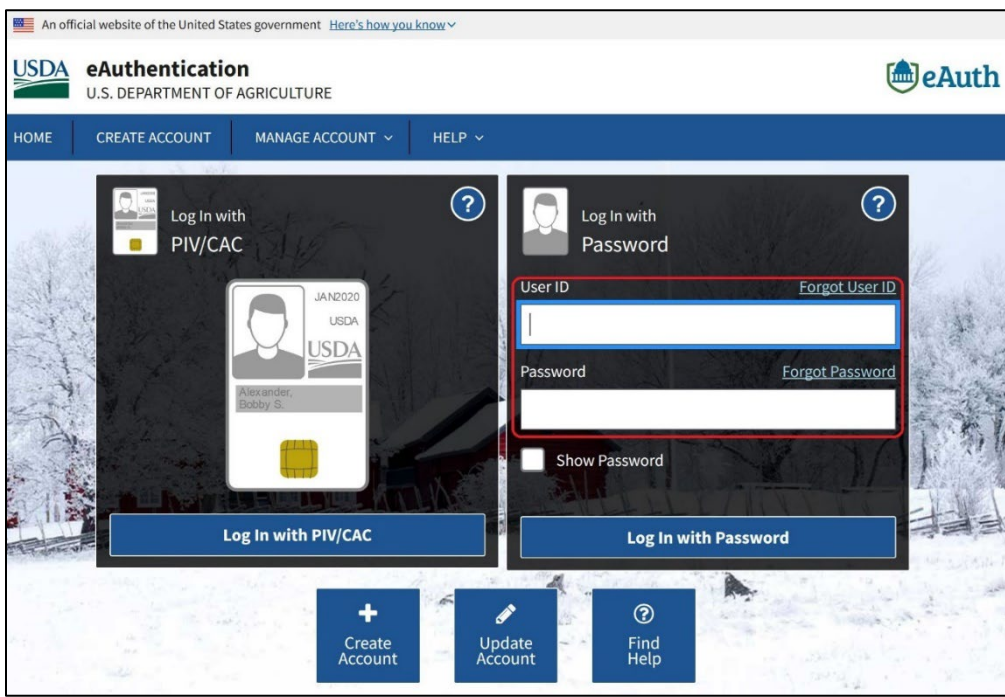 An official website of the United States government Here's how you know
USDA
eAuthentication
U.S. DEPARTMENT OF AGRICULTURE
eAuth
HOME
CREATE ACCOUNT
MANAGE ACCOUNT
HELP
Log In with
PIV/CAC
?
JAN2020
USDA
USDA
Alexander,
Bobby S.
Log In with PIV/CAC
Log In with
Password
?
User ID
Forgot User ID
Password
Forgot Password
Show Password
Log In with Password
Create
Account
Update
Account
?
Find
Help